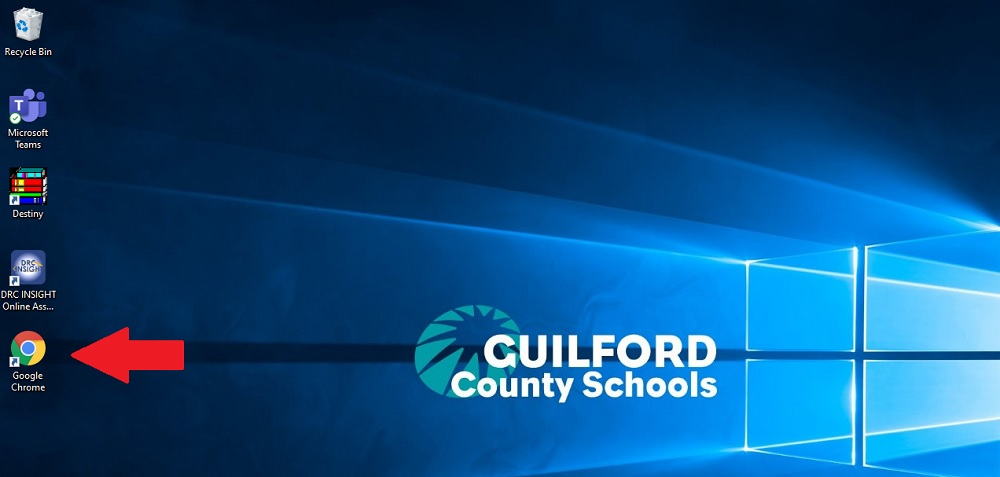 Recycle Bin
Microsoft
Teams
Destiny
DRC
INSIGHT
DRC INSIGHT
Online Ass...
Google
Chrome
GUILFORD
County Schools